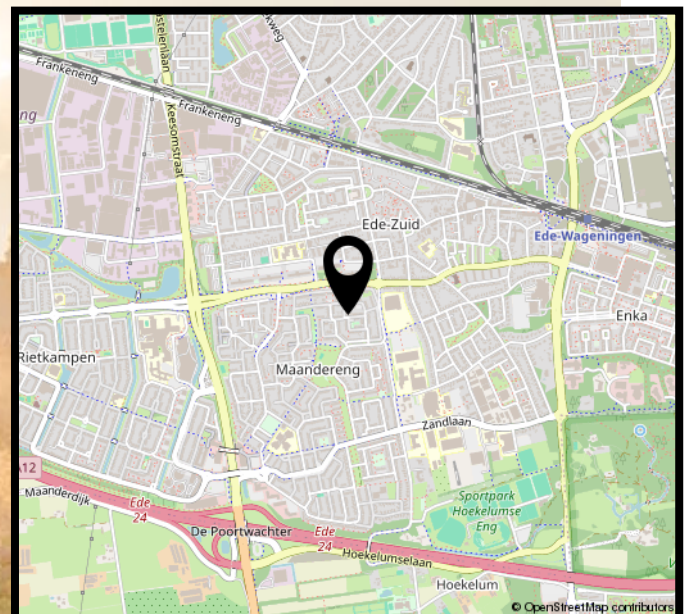 Frankeneng
Frankeneng
Keesomstraat
Ede-Zuid
Ede-Wageningen
Enka
Rietkampen
Maandereng
Zandlaan
A12
Maanderdijk
Ede
24
De Poortwachter
Ede
24
Sportpark
Hoekelumse
Eng
Hoekelumselaan
Hoekelum
© OpenStreetMap contributors